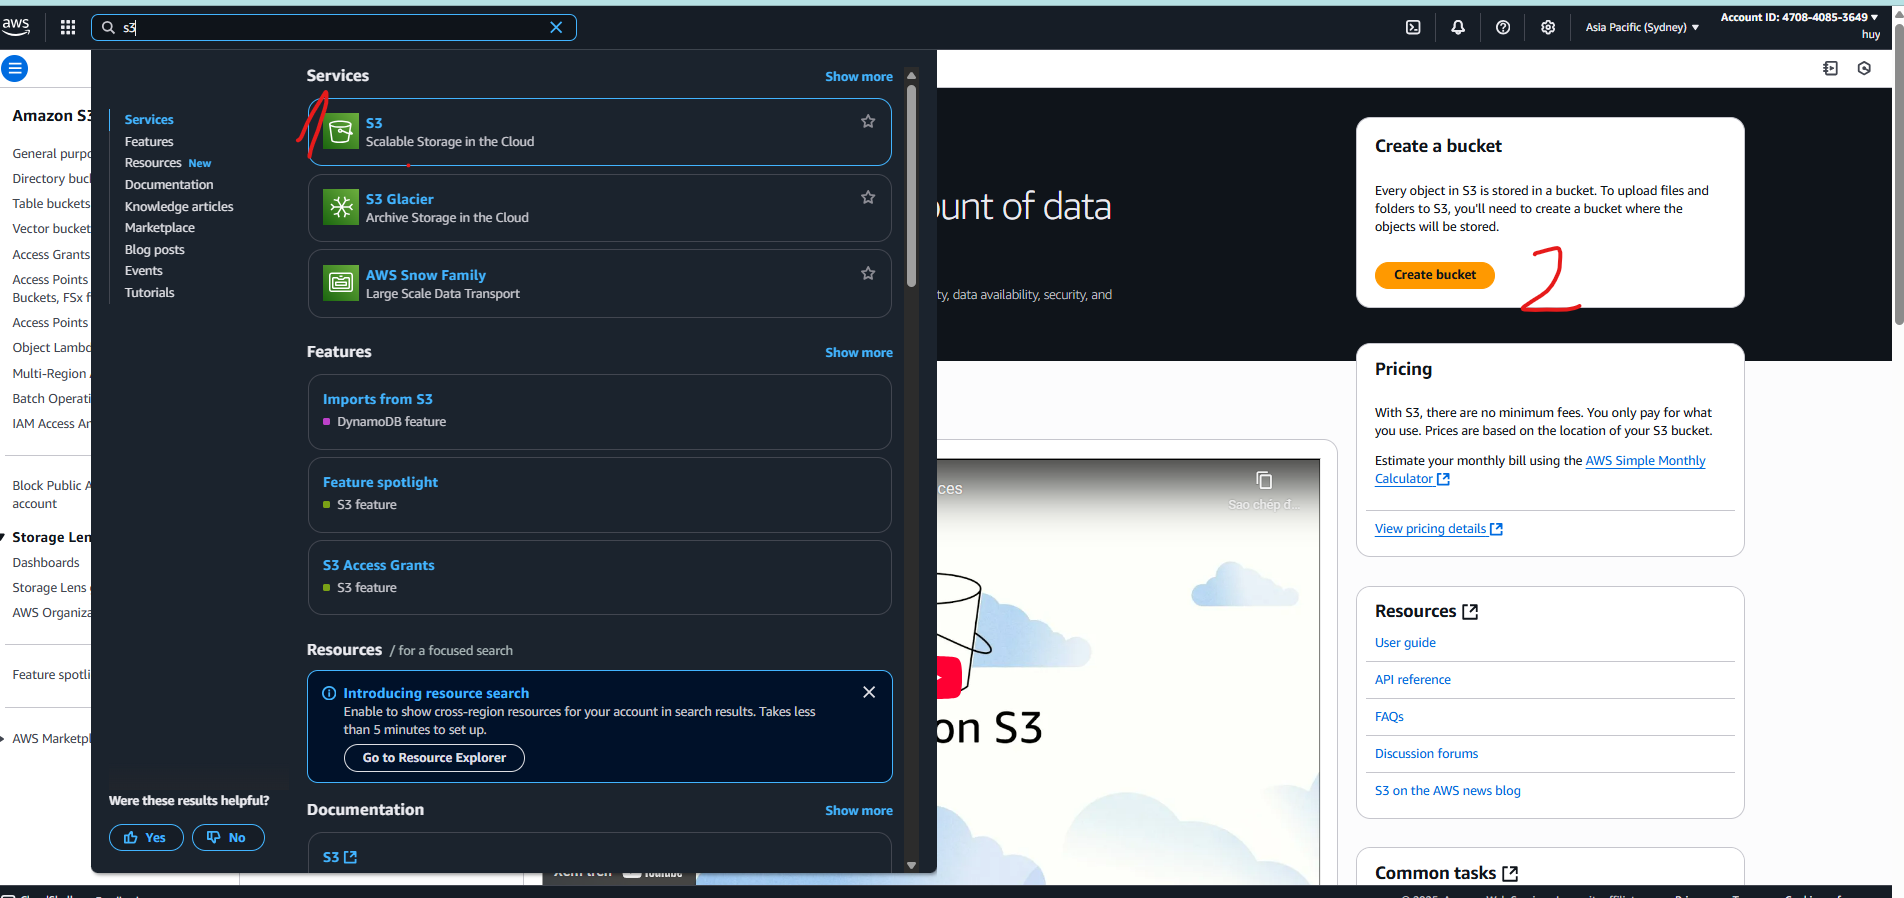 aws
s3
Asia Pacific (Sydney)
Account ID: 4708-4085-3649
huy
Amazon S3
General purpo
Directory buc
Table buckets
Vector bucket
Access Grants
Access Points
Buckets, FSx f
Access Points
Object Lambd
Multi-Region
Batch Operati
IAM Access An
Block Public A
account
Storage Len
Dashboards
Storage Lens
AWS Organiza
Feature spotli
AWS Marketpl
Services
Features
Resources New
Documentation
Knowledge articles
Marketplace
Blog posts
Events
Tutorials
Were these results helpful?
Yes
No
Services
Show more
1
S3
Scalable Storage in the Cloud
S3 Glacier
Archive Storage in the Cloud
AWS Snow Family
Large Scale Data Transport
Features
Show more
Imports from S3
DynamoDB feature
Feature spotlight
S3 feature
S3 Access Grants
S3 feature
Resources / for a focused search
Introducing resource search
Enable to show cross-region resources for your account in search results. Takes less
than 5 minutes to set up.
Go to Resource Explorer
Documentation
Show more
S3
ount of data
ty, data availability, security, and
ces
Sao chép đ...
on S3
Create a bucket
Every object in S3 is stored in a bucket. To upload files and
folders to S3, you'll need to create a bucket where the
objects will be stored.
Create bucket
2
Pricing
With S3, there are no minimum fees. You only pay for what
you use. Prices are based on the location of your S3 bucket.
Estimate your monthly bill using the AWS Simple Monthly
Calculator
View pricing details
Resources
User guide
API reference
FAQs
Discussion forums
S3 on the AWS news blog
Common tasks